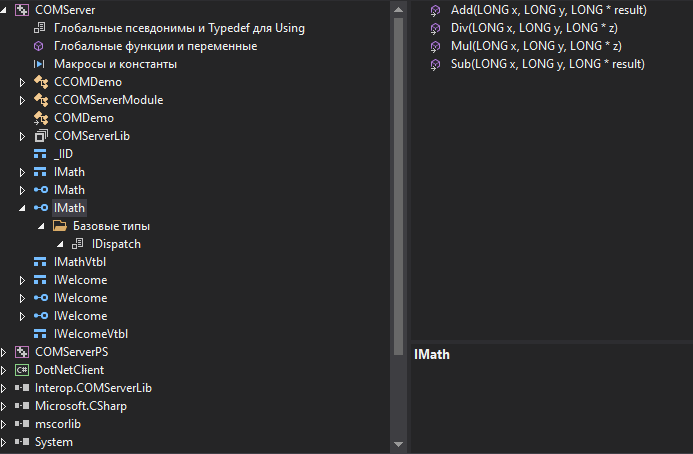 COMServer
Глобальные псевдонимы и Typedef для Using
Глобальные функции и переменные
Макросы и константы
CCOMDemo
CCOMServerModule
COMDemo
COMServerLib
_IID
IMath
IMath
IMath
Базовые типы
IDispatch
IMathVtbl
IWelcome
IWelcome
IWelcome
IWelcomeVtbl
COMServerPS
DotNetClient
Interop.COMServerLib
Microsoft.CSharp
mscorlib
System
Add(LONG x, LONG y, LONG * result)
Div(LONG x, LONG y, LONG * z)
Mul(LONG x, LONG y, LONG * z)
Sub(LONG x, LONG y, LONG * result)
IMath